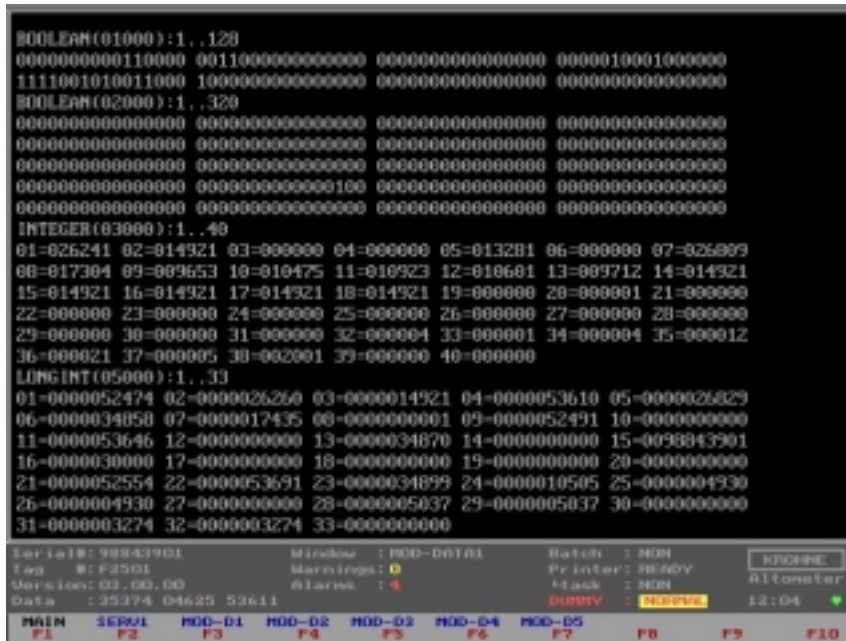 BOOLEAN(01000):1..128
0000000000110000 0011000000000000 0000000000000000 0000010001000000
1111001010011000 1000000000000000 0000000000000000 0000000000000000
BOOLEAN(02000):1..320
0000000000000000 0000000000000000 0000000000000000 0000000000000000
0000000000000000 0000000000000000 0000000000000000 0000000000000000
0000000000000000 0000000000000000 0000000000000000 0000000000000000
0000000000000000 0000000000000100 0000000000000000 0000000000000000
0000000000000000 0000000000000000 0000000000000000 0000000000000000
INTEGER(03000):1..40
01=026241 02=014921 03=000000 04=000000 05=013281 06=000000 07=026809
08=017304 09=009653 10=010475 11=010923 12=010601 13=009712 14=014921
15=014921 16=014921 17=014921 18=014921 19=000000 20=000001 21=000000
22=000000 23=000000 24=000000 25=000000 26=000000 27=000000 28=000000
29=000000 30=000000 31=000000 32=000004 33=000001 34=000004 35=000012
36=000021 37=000005 38=002001 39=000000 40=000000
LONGINT(05000):1..33
01=0000052474 02=0000026260 03=0000014921 04=0000053610 05=0000026829
06=0000034858 07=0000017435 08=0000000001 09=0000052491 10=0000000000
11=0000053646 12=0000000000 13=0000034870 14=0000000000 15=0098843901
16=0000030000 17=0000000000 18=0000000000 19=0000000000 20=0000000000
21=0000052554 22=0000053691 23=0000034899 24=0000010505 25=0000004930
26=0000004930 27=0000000000 28=0000005037 29=0000005037 30=0000000000
31=0000003274 32=0000003274 33=0000000000
Serial#: 98843901 Window : MOD-DATA1 Batch : NON KROHNE
Tag #: F2501 Warnings: 0 Printer: READY Altometer
Version: 03.00.00 Alarms : 4 4task : NON
Data : 35374 04625 53611 DUMMY : NORMAL 12:04
MAIN SERV1 MOD-D1 MOD-D2 MOD-D3 MOD-D4 MOD-D5
F1 F2 F3 F4 F5 F6 F7 F8 F9 F10